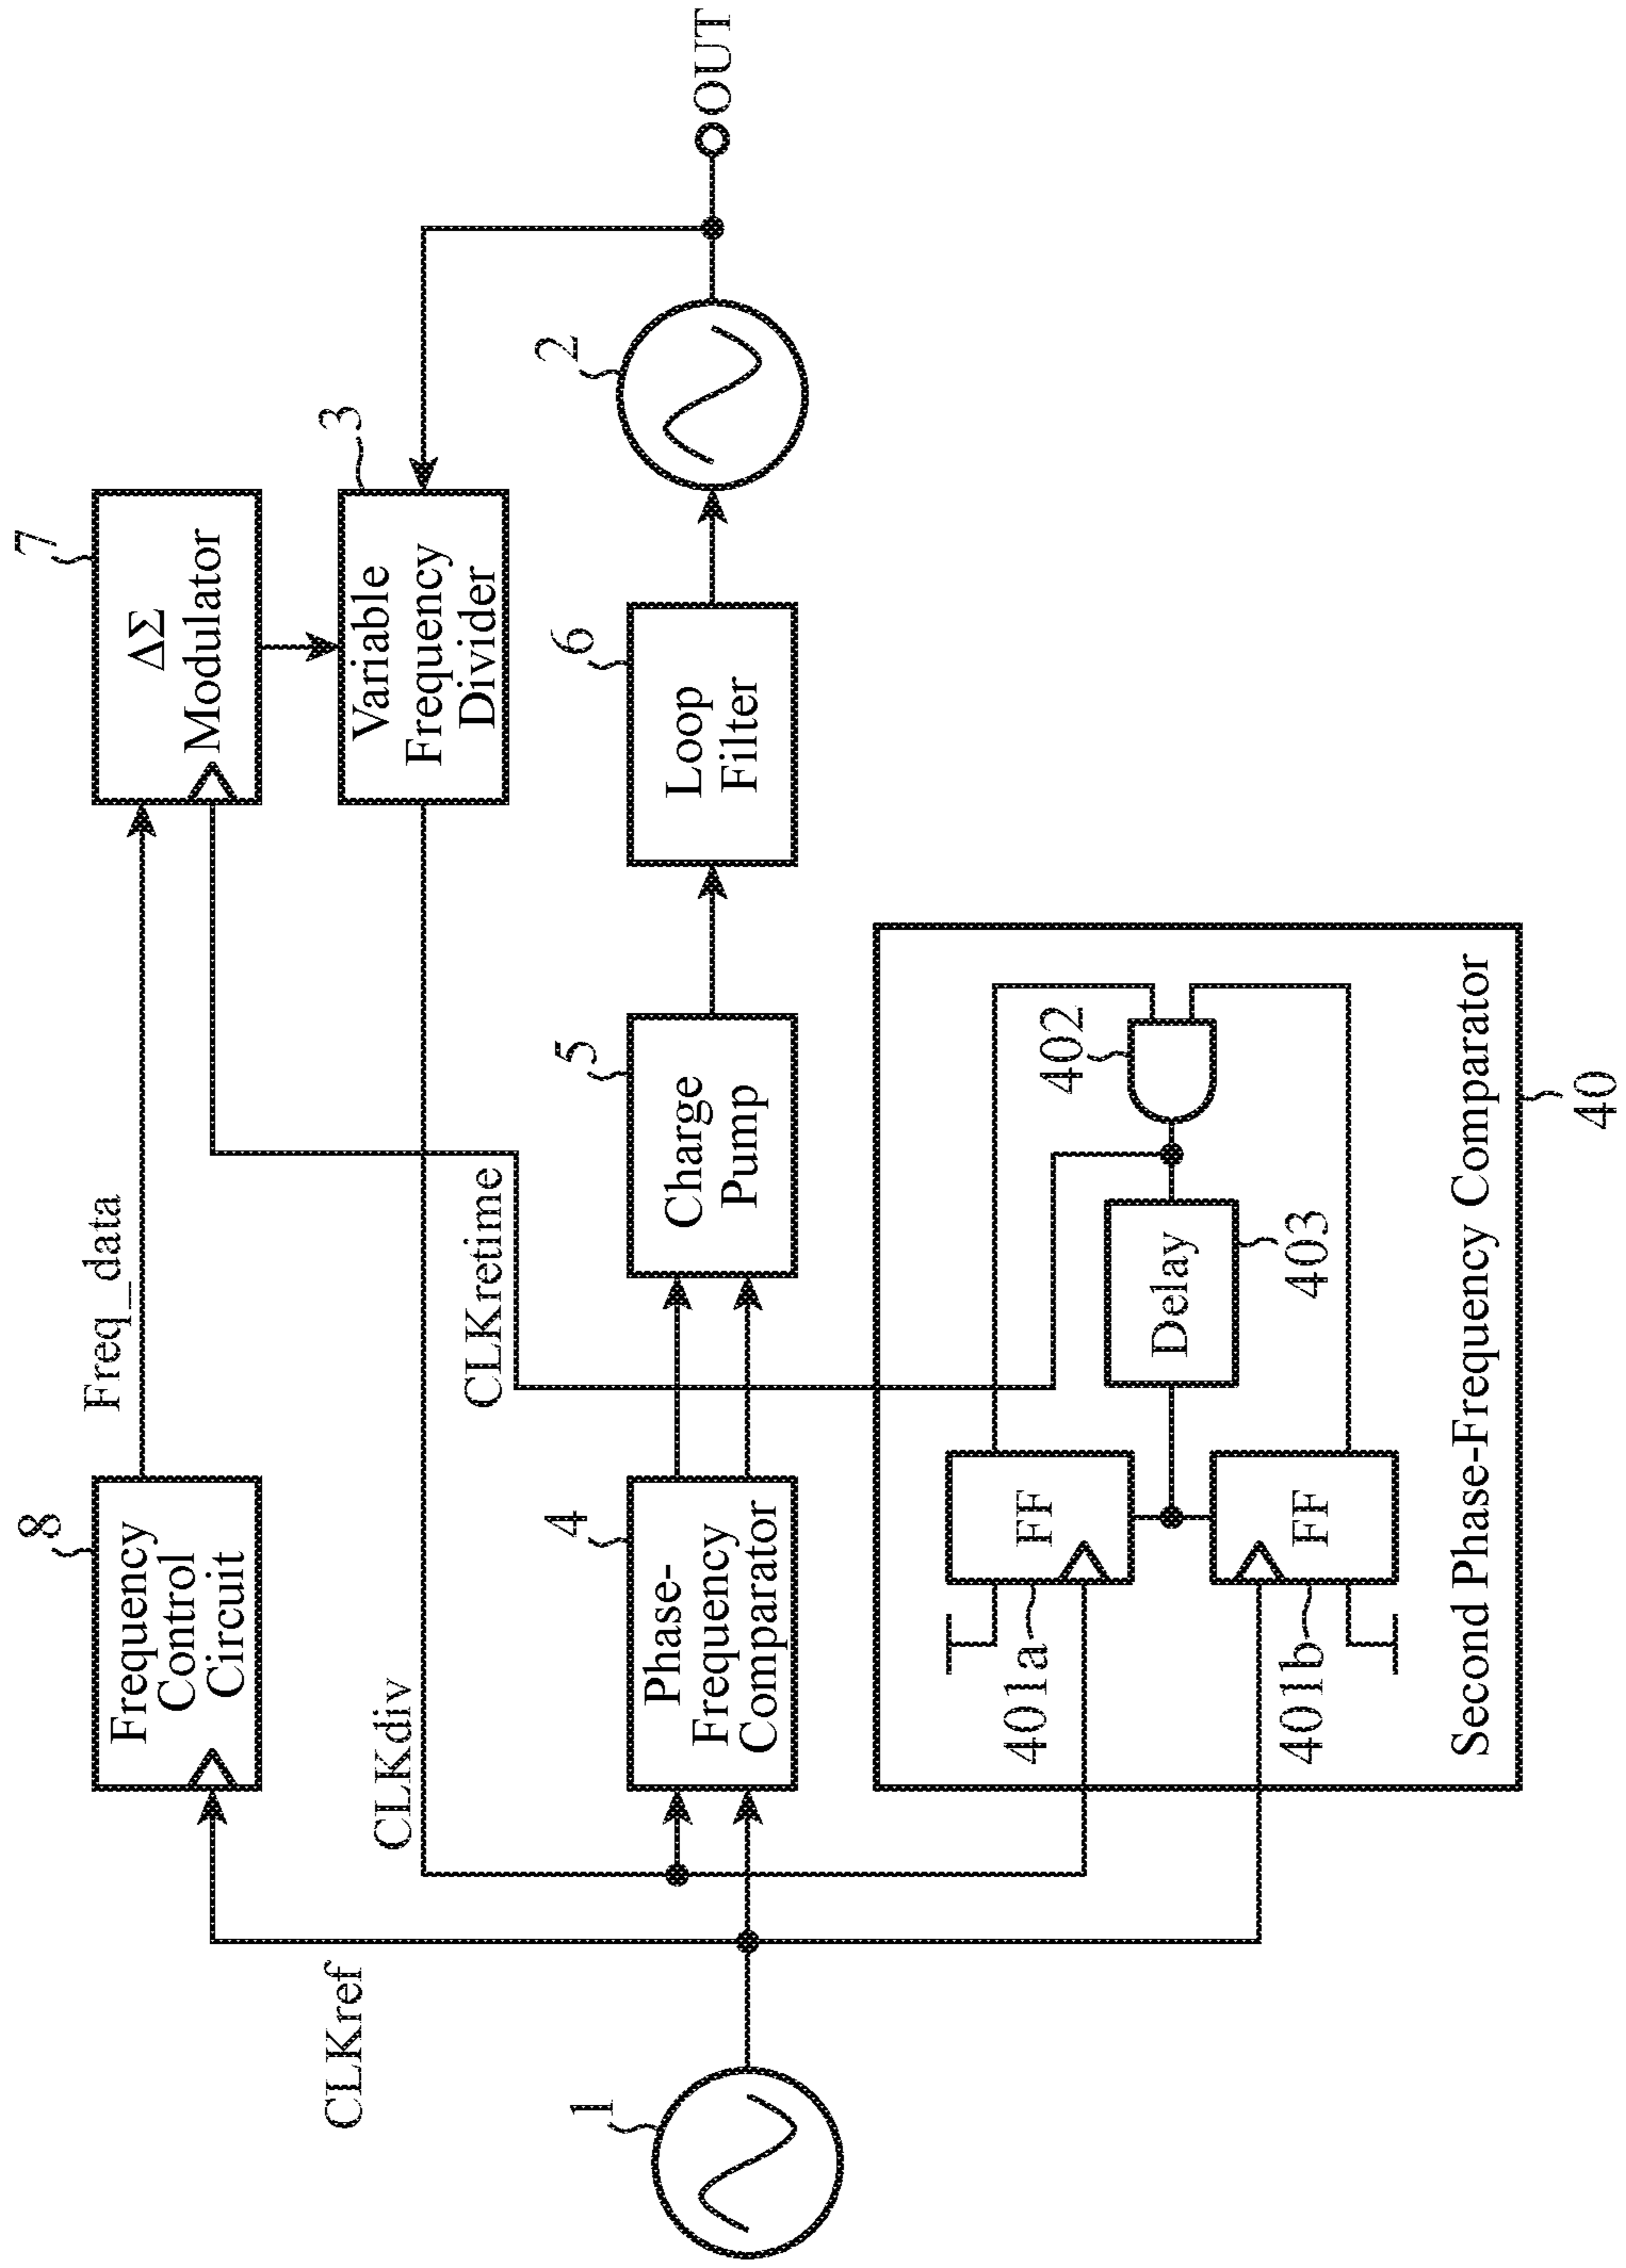 8
Frequency
Control
Circuit
Freq_data
7
ΔΣ
Modulator
3
Variable
Frequency
Divider
CLKref
CLKdiv
CLKretime
1
4
Phase-
Frequency
Comparator
5
Charge
Pump
6
Loop
Filter
2
OUT
401a
FF
402
Delay
403
401b
FF
Second Phase-Frequency Comparator
40